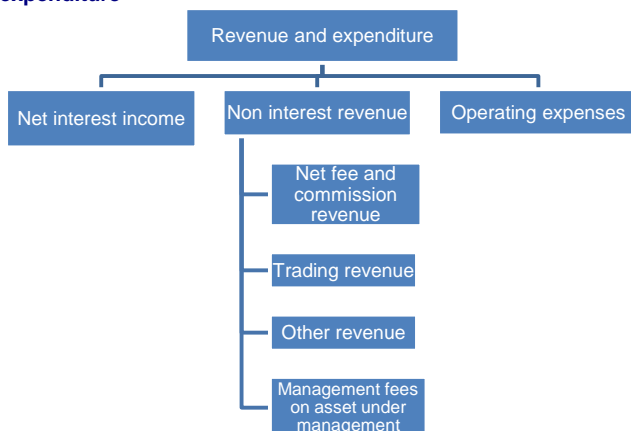 expenditure
Revenue and expenditure
Net interest income
Non interest revenue
Operating expenses
Net fee and
commission
revenue
Trading revenue
Other revenue
Management fees
on asset under
management